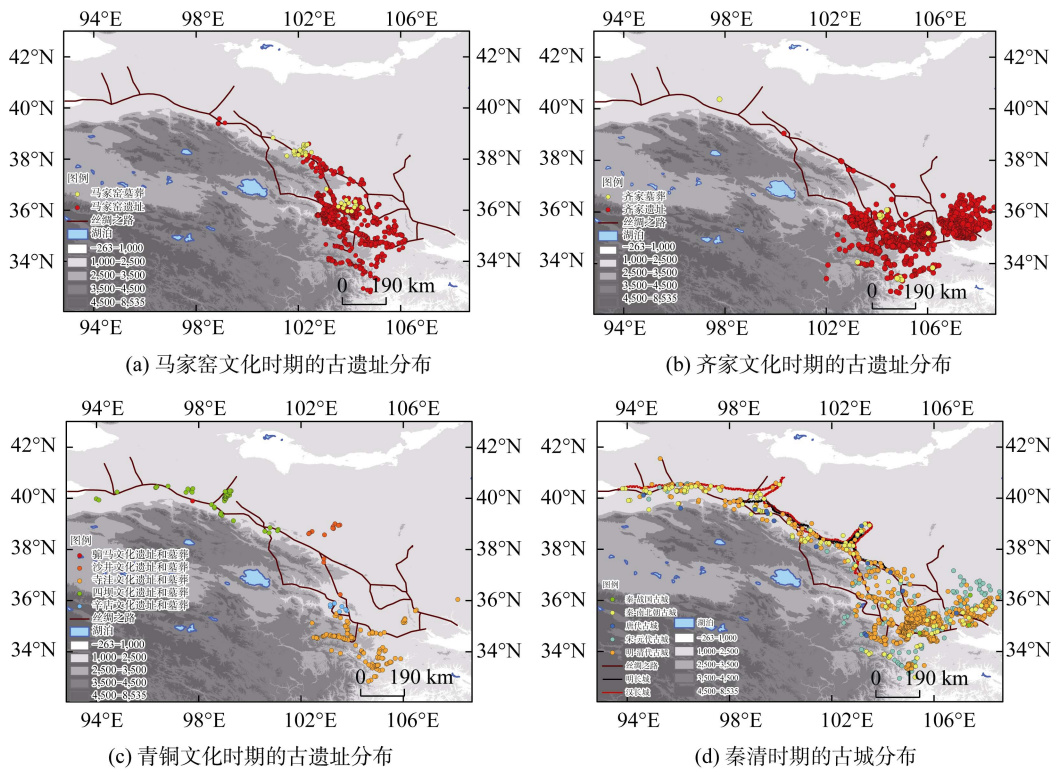 94°E 98°E 102°E 106°E
42°N 42°N
40°N 40°N
38°N 38°N
36°N 36°N
34°N 34°N
图例
马家窑墓葬
马家窑遗址
丝绸之路
湖泊
-263-1,000
1,000-2,500
2,500-3,500
3,500-4,500
4,500-8,535
0 190 km
94°E 98°E 102°E 106°E
(a) 马家窑文化时期的古遗址分布
94°E 98°E 102°E 106°E
42°N 42°N
40°N 40°N
38°N 38°N
36°N 36°N
34°N 34°N
图例
齐家墓葬
齐家遗址
丝绸之路
湖泊
-263-1,000
1,000-2,500
2,500-3,500
3,500-4,500
4,500-8,535
0 190 km
94°E 98°E 102°E 106°E
(b) 齐家文化时期的古遗址分布
94°E 98°E 102°E 106°E
42°N 42°N
40°N 40°N
38°N 38°N
36°N 36°N
34°N 34°N
图例
骟马文化遗址和墓葬
沙井文化遗址和墓葬
寺洼文化遗址和墓葬
四坝文化遗址和墓葬
辛店文化遗址和墓葬
丝绸之路
湖泊
-263-1,000
1,000-2,500
2,500-3,500
3,500-4,500
4,500-8,535
0 190 km
94°E 98°E 102°E 106°E
(c) 青铜文化时期的古遗址分布
94°E 98°E 102°E 106°E
42°N 42°N
40°N 40°N
38°N 38°N
36°N 36°N
34°N 34°N
图例
秦-战国古城
秦-南北朝古城
唐代古城
宋-元代古城
明-清代古城
丝绸之路
明长城
汉长城
湖泊
-263-1,000
1,000-2,500
2,500-3,500
3,500-4,500
4,500-8,535
0 190 km
94°E 98°E 102°E 106°E
(d) 秦清时期的古城分布